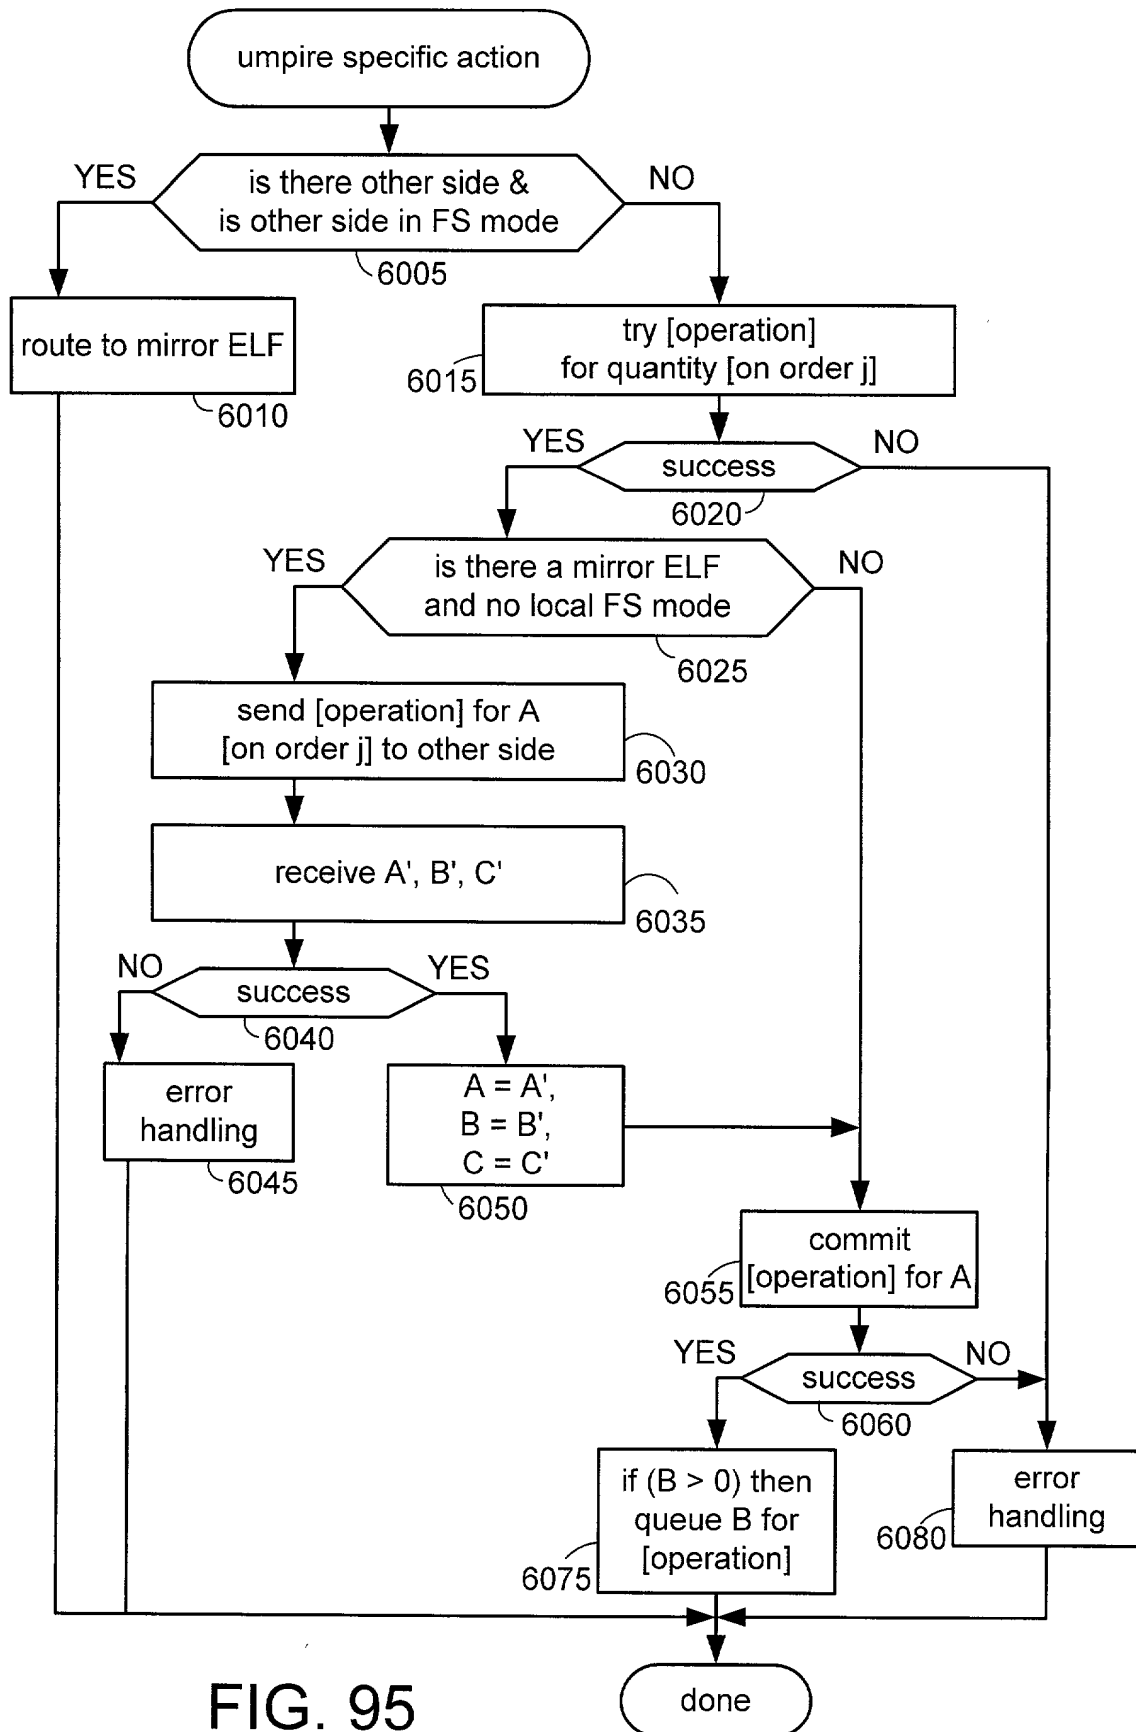 umpire specific action
YES
is there other side &
is other side in FS mode
NO
6005
route to mirror ELF
6010
try [operation]
for quantity [on order j]
6015
YES
success
NO
6020
YES
is there a mirror ELF
and no local FS mode
NO
6025
send [operation] for A
[on order j] to other side
6030
receive A', B', C'
6035
NO
success
YES
6040
error
handling
6045
A = A',
B = B',
C = C'
6050
commit
[operation] for A
6055
YES
success
NO
6060
if (B > 0) then
queue B for
[operation]
6075
error
handling
6080
done
FIG. 95